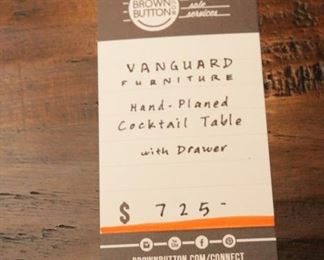 BROWN
BUTTON
sale
services
VANGUARD
FURNITURE
Hand-Planed
Cocktail Table
with Drawer
$ 725-
BROWNBUTTON.COM/CONNECT